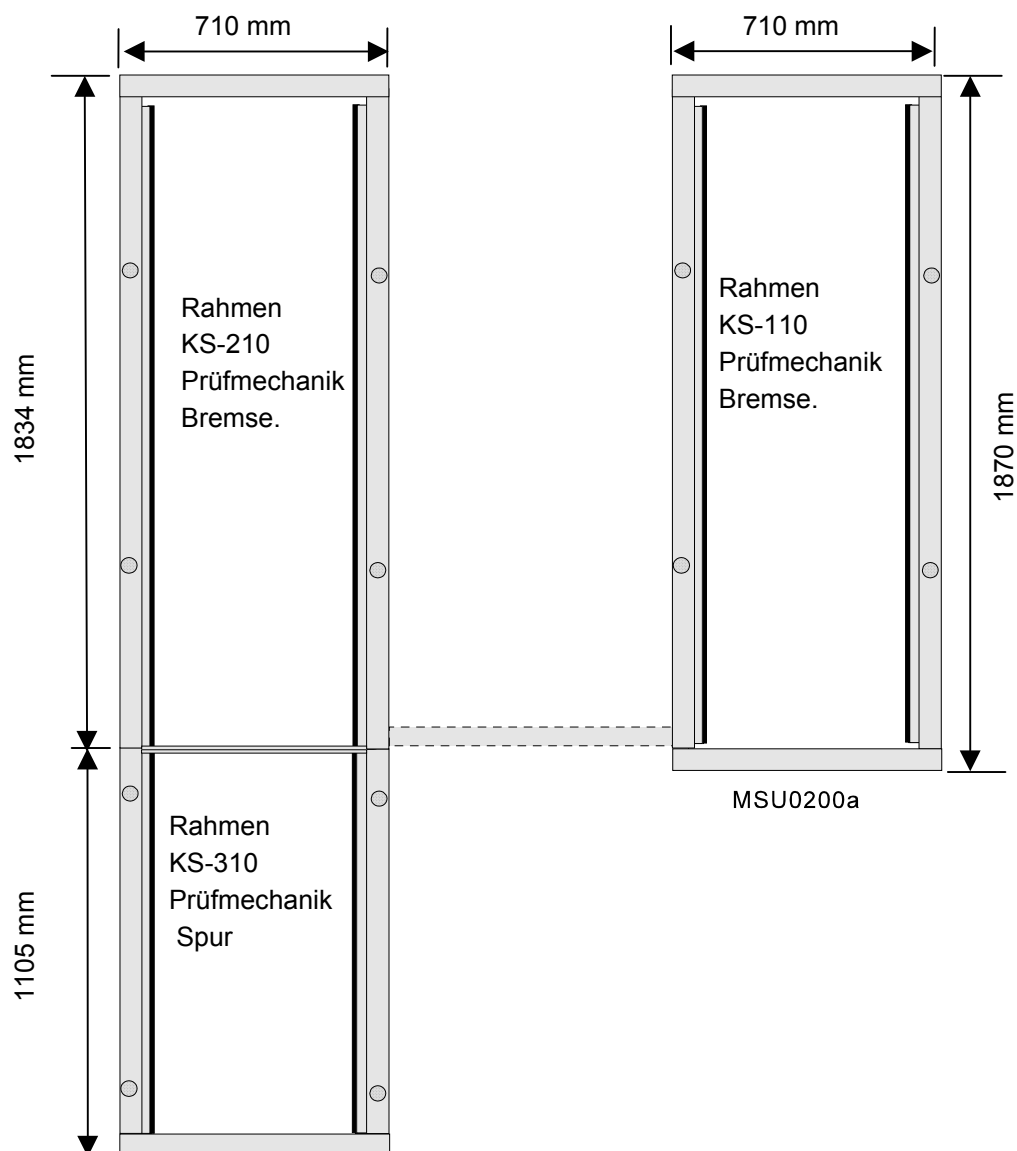 710 mm
710 mm
1834 mm
Rahmen
KS-210
Prüfmechanik
Bremse.
Rahmen
KS-110
Prüfmechanik
Bremse.
1870 mm
MSU0200a
1105 mm
Rahmen
KS-310
Prüfmechanik
Spur